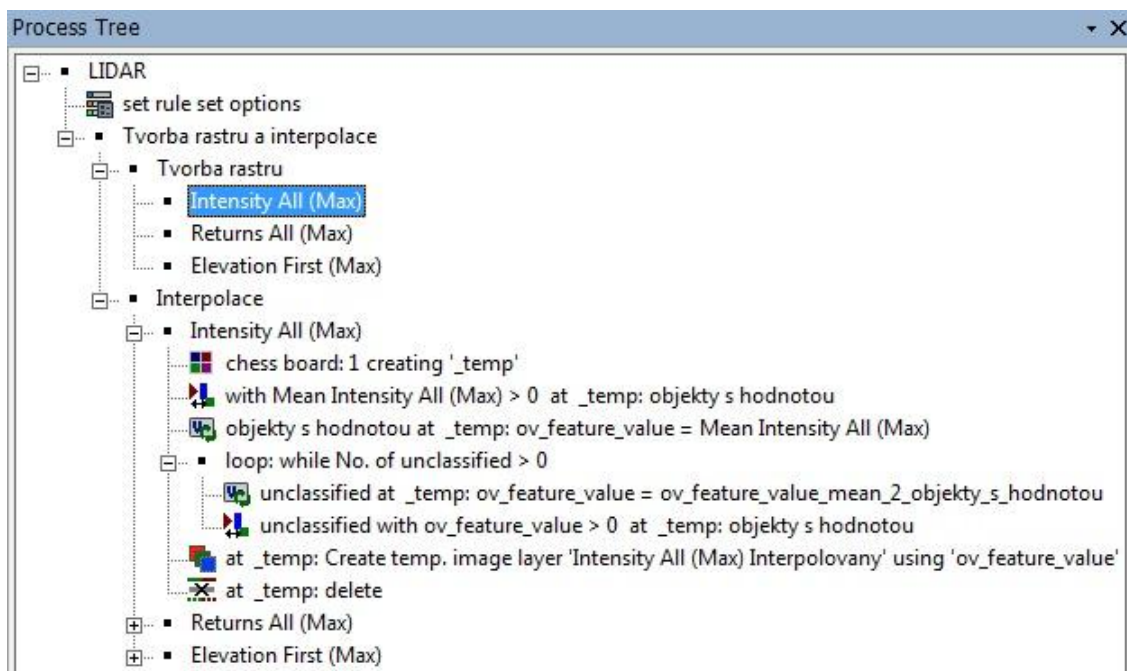 Process Tree
LIDAR
set rule set options
Tvorba rastru a interpolace
Tvorba rastru
Intensity All (Max)
Returns All (Max)
Elevation First (Max)
Interpolace
Intensity All (Max)
chess board: 1 creating '_temp'
with Mean Intensity All (Max) > 0 at _temp: objekty s hodnotou
objekty s hodnotou at _temp: ov_feature_value = Mean Intensity All (Max)
loop: while No. of unclassified > 0
unclassified at _temp: ov_feature_value = ov_feature_value_mean_2_objekty_s_hodnotou
unclassified with ov_feature_value > 0 at _temp: objekty s hodnotou
at _temp: Create temp. image layer 'Intensity All (Max) Interpolovany' using 'ov_feature_value'
at _temp: delete
Returns All (Max)
Elevation First (Max)